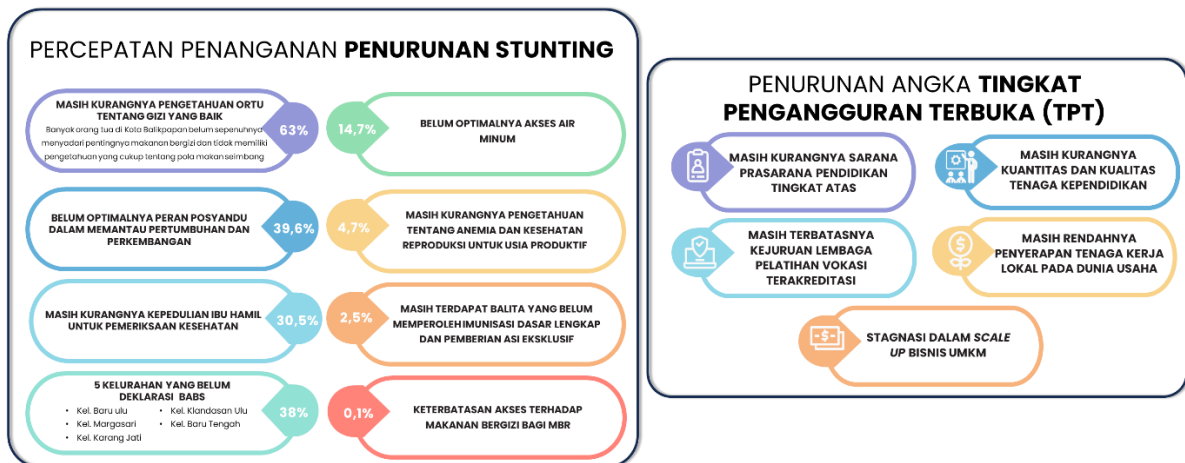 PERCEPATAN PENANGANAN PENURUNAN STUNTING
MASIH KURANGNYA PENGETAHUAN ORTU
TENTANG GIZI YANG BAIK
Banyak orang tua di Kota Balikpapan belum sepenuhnya
menyadari pentingnya makanan bergizi dan tidak memiliki
pengetahuan yang cukup tentang pola makan seimbang
63%
14,7%
BELUM OPTIMALNYA AKSES AIR
MINUM
BELUM OPTIMALNYA PERAN POSYANDU
DALAM MEMANTAU PERTUMBUHAN DAN
PERKEMBANGAN
39,6%
4,7%
MASIH KURANGNYA PENGETAHUAN
TENTANG ANEMIA DAN KESEHATAN
REPRODUKSI UNTUK USIA PRODUKTIF
MASIH KURANGNYA KEPEDULIAN IBU HAMIL
UNTUK PEMERIKSAAN KESEHATAN
30,5%
2,5%
MASIH TERDAPAT BALITA YANG BELUM
MEMPEROLEH IMUNISASI DASAR LENGKAP
DAN PEMBERIAN ASI EKSKLUSIF
5 KELURAHAN YANG BELUM
DEKLARASI BABS
• Kel. Baru ulu
• Kel. Margasari
• Kel. Karang Jati
• Kel. Klandasan Ulu
• Kel. Baru Tengah
38%
0,1%
KETERBATASAN AKSES TERHADAP
MAKANAN BERGIZI BAGI MBR
PENURUNAN ANGKA TINGKAT
PENGANGGURAN TERBUKA (TPT)
MASIH KURANGNYA SARANA
PRASARANA PENDIDIKAN
TINGKAT ATAS
MASIH KURANGNYA
KUANTITAS DAN KUALITAS
TENAGA KEPENDIDIKAN
MASIH TERBATASNYA
KEJURUAN LEMBAGA
PELATIHAN VOKASI
TERAKREDITASI
MASIH RENDAHNYA
PENYERAPAN TENAGA KERJA
LOKAL PADA DUNIA USAHA
STAGNASI DALAM SCALE
UP BISNIS UMKM